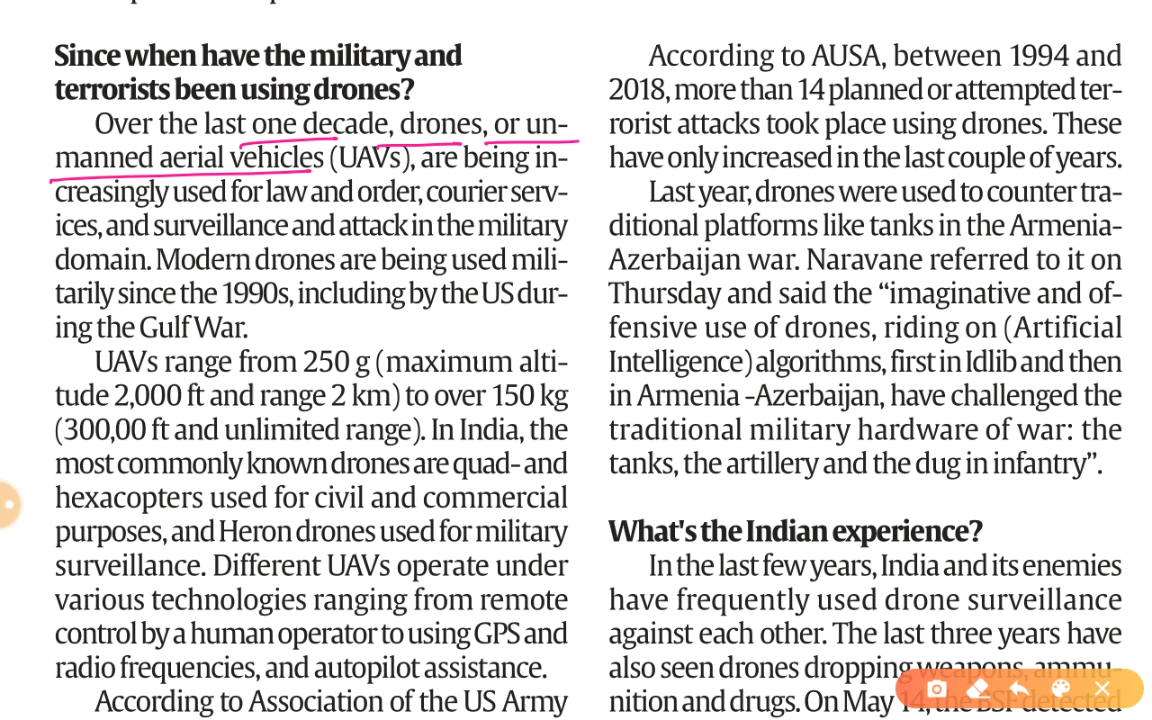 Since when have the military and
terrorists been using drones?
Over the last one decade, drones, or un-
manned aerial vehicles (UAVs), are being in-
creasingly used for law and order, courier serv-
ices, and surveillance and attack in the military
domain. Modern drones are being used mili-
tarily since the 1990s, including by the US dur-
ing the Gulf War.
UAVs range from 250 g (maximum alti-
tude 2,000 ft and range 2 km) to over 150 kg
(300,00 ft and unlimited range). In India, the
most commonly known drones are quad- and
hexacopters used for civil and commercial
purposes, and Heron drones used for military
surveillance. Different UAVs operate under
various technologies ranging from remote
control by a human operator to using GPS and
radio frequencies, and autopilot assistance.
According to Association of the US Army
According to AUSA, between 1994 and
2018, more than 14 planned or attempted ter-
rorist attacks took place using drones. These
have only increased in the last couple of years.
Last year, drones were used to counter tra-
ditional platforms like tanks in the Armenia-
Azerbaijan war. Naravane referred to it on
Thursday and said the “imaginative and of-
fensive use of drones, riding on (Artificial
Intelligence) algorithms, first in Idlib and then
in Armenia -Azerbaijan, have challenged the
traditional military hardware of war: the
tanks, the artillery and the dug in infantry”.
What's the Indian experience?
In the last few years, India and its enemies
have frequently used drone surveillance
against each other. The last three years have
also seen drones dropping weapons, ammu-
nition and drugs. On May 14, the BSF detected